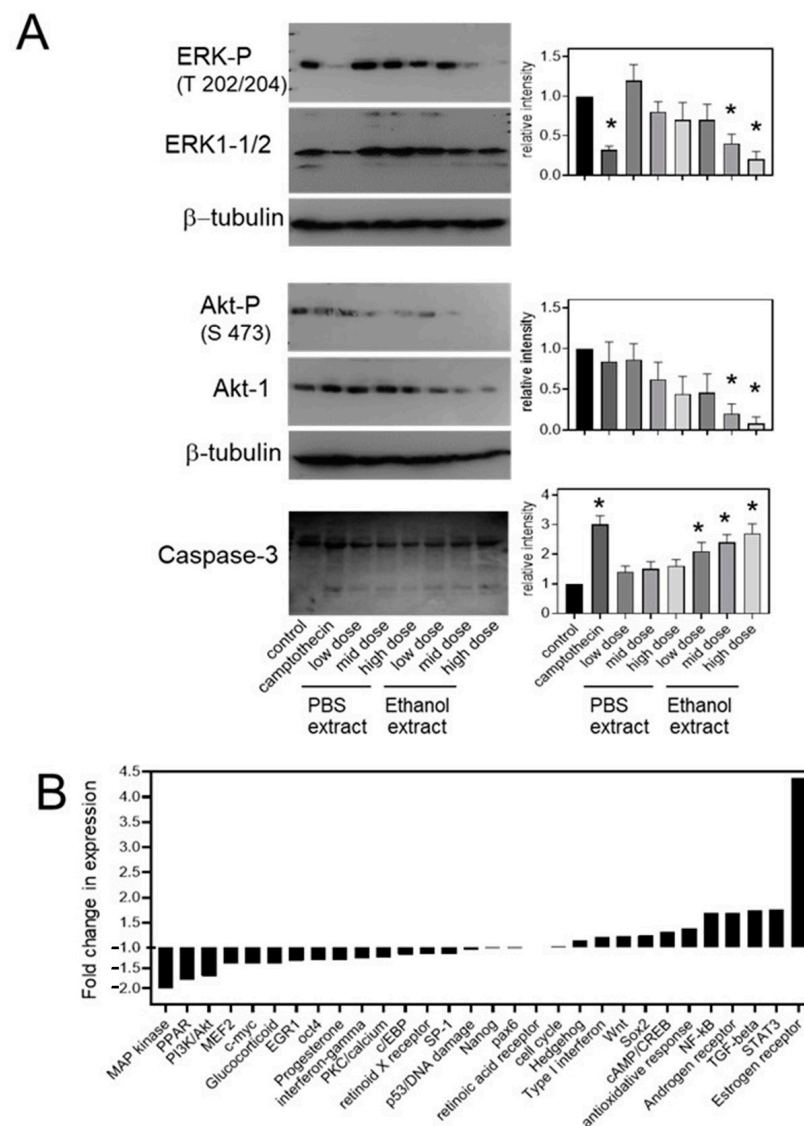 A
ERK-P
(T 202/204)
ERK1-1/2
β-tubulin
relative intensity
1.5
1.0
0.5
0.0
*
*
*
Akt-P
(S 473)
Akt-1
β-tubulin
relative intensity
1.5
1.0
0.5
0.0
*
*
Caspase-3
relative intensity
4
3
2
1
0
*
*
*
*
control
camptothecin
low dose
mid dose
high dose
low dose
mid dose
high dose
PBS
extract
Ethanol
extract
control
camptothecin
low dose
mid dose
high dose
low dose
mid dose
high dose
PBS
extract
Ethanol
extract
B
Fold change in expression
4.5
4.0
3.5
3.0
2.5
2.0
1.5
-1.0
-1.5
-2.0
MAP kinase
PPAR
PI3K/Akt
MEF2
c-myc
Glucocorticoid
EGR1
oct4
Progesterone
interferon-gamma
PKC/calcium
c/EBP
retinoid X receptor
SP-1
p53/DNA damage
Nanog
pax6
retinoic acid receptor
cell cycle
Hedgehog
Type I interferon
Wnt
Sox2
cAMP/CREB
antioxidative response
NF-kB
Androgen receptor
TGF-beta
STAT3
Estrogen receptor